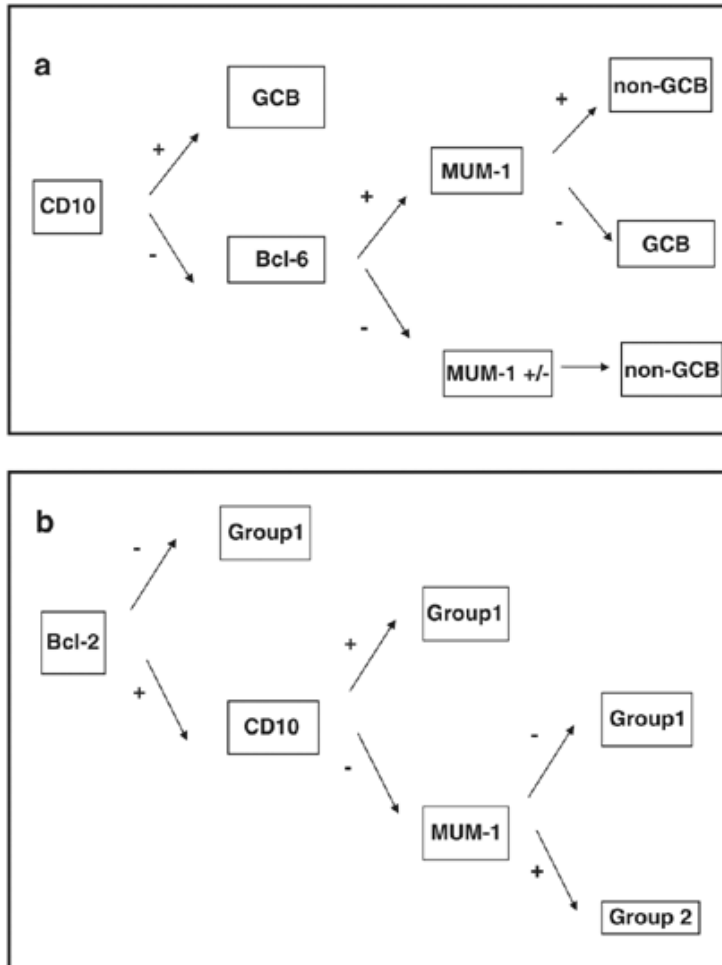 a
GCB
non-GCB
+
+
MUM-1
CD10
+
-
-
Bcl-6
GCB
-
MUM-1 +/-
non-GCB
b
Group1
-
Group1
Bcl-2
+
+
CD10
Group1
-
-
MUM-1
+
Group 2